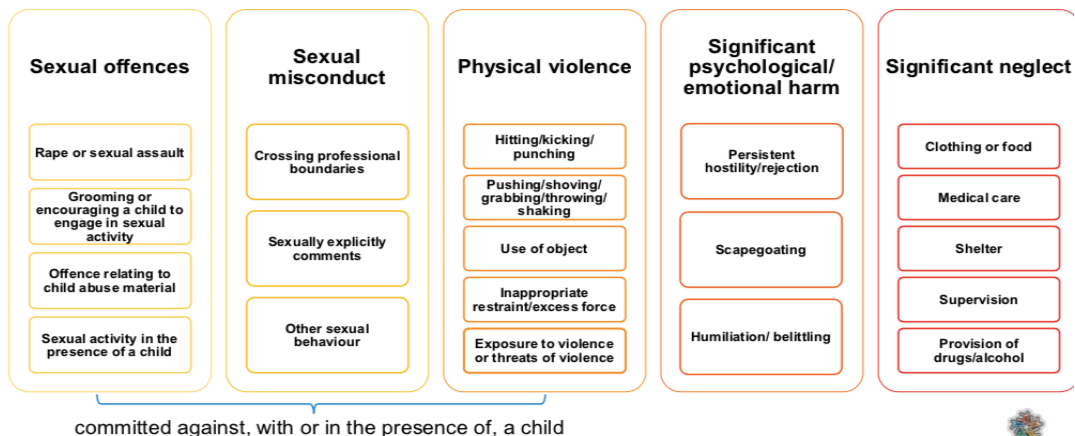 Sexual offences
Rape or sexual assault
Grooming or
encouraging a child to
engage in sexual
activity
Offence relating to
child abuse material
Sexual activity in the
presence of a child
Sexual
misconduct
Crossing professional
boundaries
Sexually explicitly
comments
Other sexual
behaviour
Physical violence
Hitting/kicking/
punching
Pushing/shoving/
grabbing/throwing/
shaking
Use of object
Inappropriate
restraint/excess force
Exposure to violence
or threats of violence
Significant
psychological/
emotional harm
Persistent
hostility/rejection
Scapegoating
Humiliation/ belittling
Significant neglect
Clothing or food
Medical care
Shelter
Supervision
Provision of
drugs/alcohol
committed against, with or in the presence of, a child